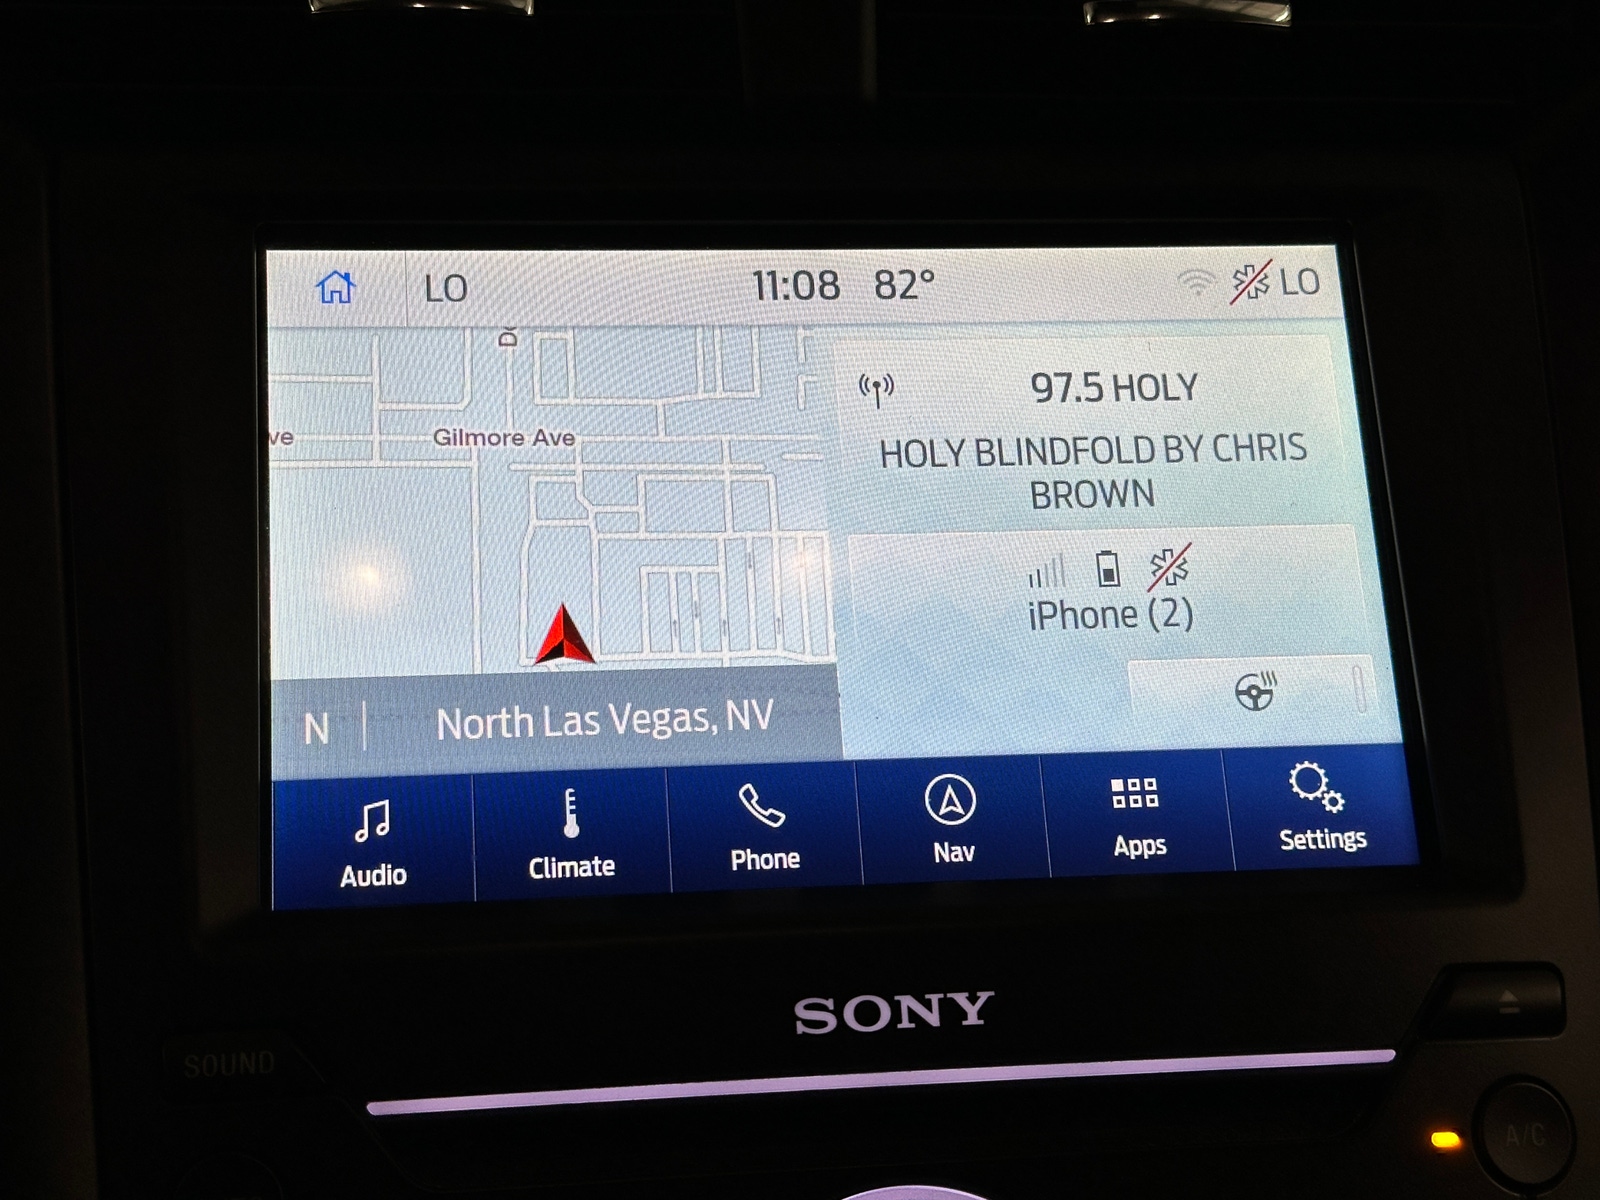 LO 11:08 82° LO
D
Gilmore Ave
ve
97.5 HOLY
HOLY BLINDFOLD BY CHRIS
BROWN
iPhone (2)
N North Las Vegas, NV
Audio Climate Phone Nav Apps Settings
SONY
SOUND
A/C